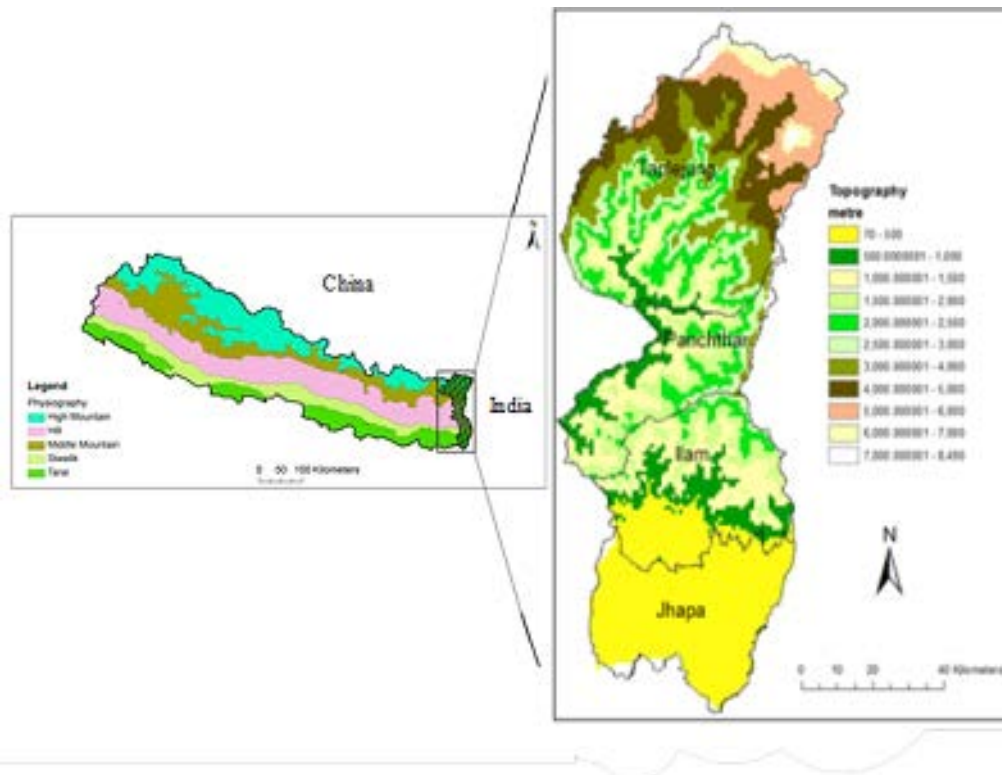 China
India
Legend
Physiography
High Mountain
Hill
Middle Mountain
Siwalik
Tarai
0 50 100 Kilometers
Taplejung
Panchthar
Ilam
Jhapa
Topography
metre
70 - 500
500.0000001 - 1,000
1,000.000001 - 1,500
1,500.000001 - 2,000
2,000.000001 - 2,500
2,500.000001 - 3,000
3,000.000001 - 4,000
4,000.000001 - 5,000
5,000.000001 - 6,000
6,000.000001 - 7,000
7,000.000001 - 8,450
N
0 10 20 40 Kilometers